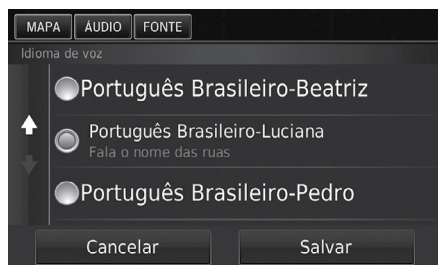 MAPA ÁUDIO FONTE
Idioma de voz
Português Brasileiro-Beatriz
Português Brasileiro-Luciana
Fala o nome das ruas
Português Brasileiro-Pedro
Cancelar Salvar